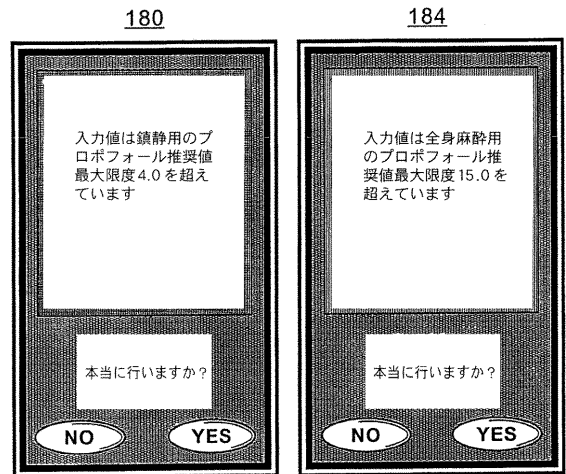 180
入力値は鎮静用のプ
ロポフォール推奨値
最大限度4.0を超え
ています
本当に行いますか?
NO YES
184
入力値は全身麻酔用
のプロポフォール推
奨値最大限度15.0を
超えています
本当に行いますか?
NO YES